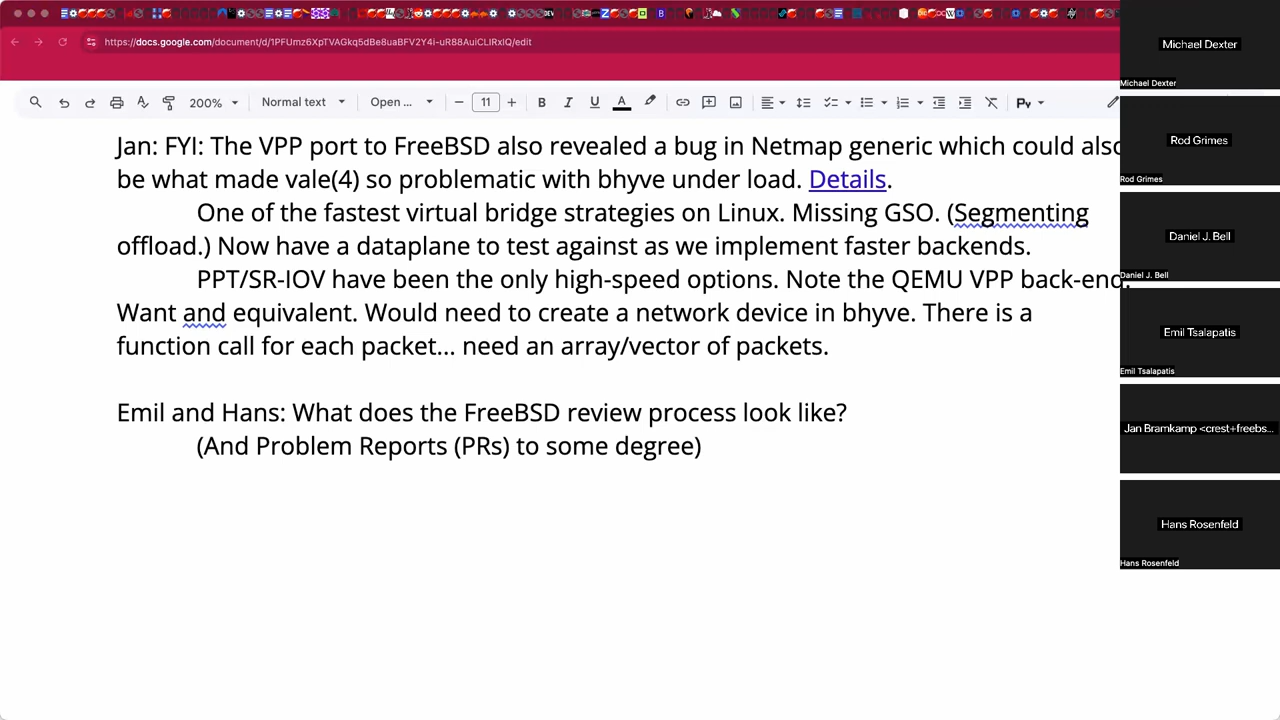 https://docs.google.com/document/d/1PFUmz6XpTVAGkq5dBe8uaBFV2Y4i-uR88AuiCLIRxIQ/edit
200% Normal text Open ... 11 B I U A
Jan: FYI: The VPP port to FreeBSD also revealed a bug in Netmap generic which could also
be what made vale(4) so problematic with bhyve under load. Details.
One of the fastest virtual bridge strategies on Linux. Missing GSO. (Segmenting
offload.) Now have a dataplane to test against as we implement faster backends.
PPT/SR-IOV have been the only high-speed options. Note the QEMU VPP back-end.
Want and equivalent. Would need to create a network device in bhyve. There is a
function call for each packet... need an array/vector of packets.
Emil and Hans: What does the FreeBSD review process look like?
(And Problem Reports (PRs) to some degree)
Michael Dexter
Michael Dexter
Rod Grimes
Rod Grimes
Daniel J. Bell
Daniel J. Bell
Emil Tsalapatis
Emil Tsalapatis
Jan Bramkamp <crest+freebs...
Hans Rosenfeld
Hans Rosenfeld